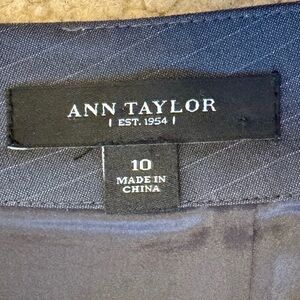 ANN TAYLOR
| EST. 1954 |
10
MADE IN
CHINA